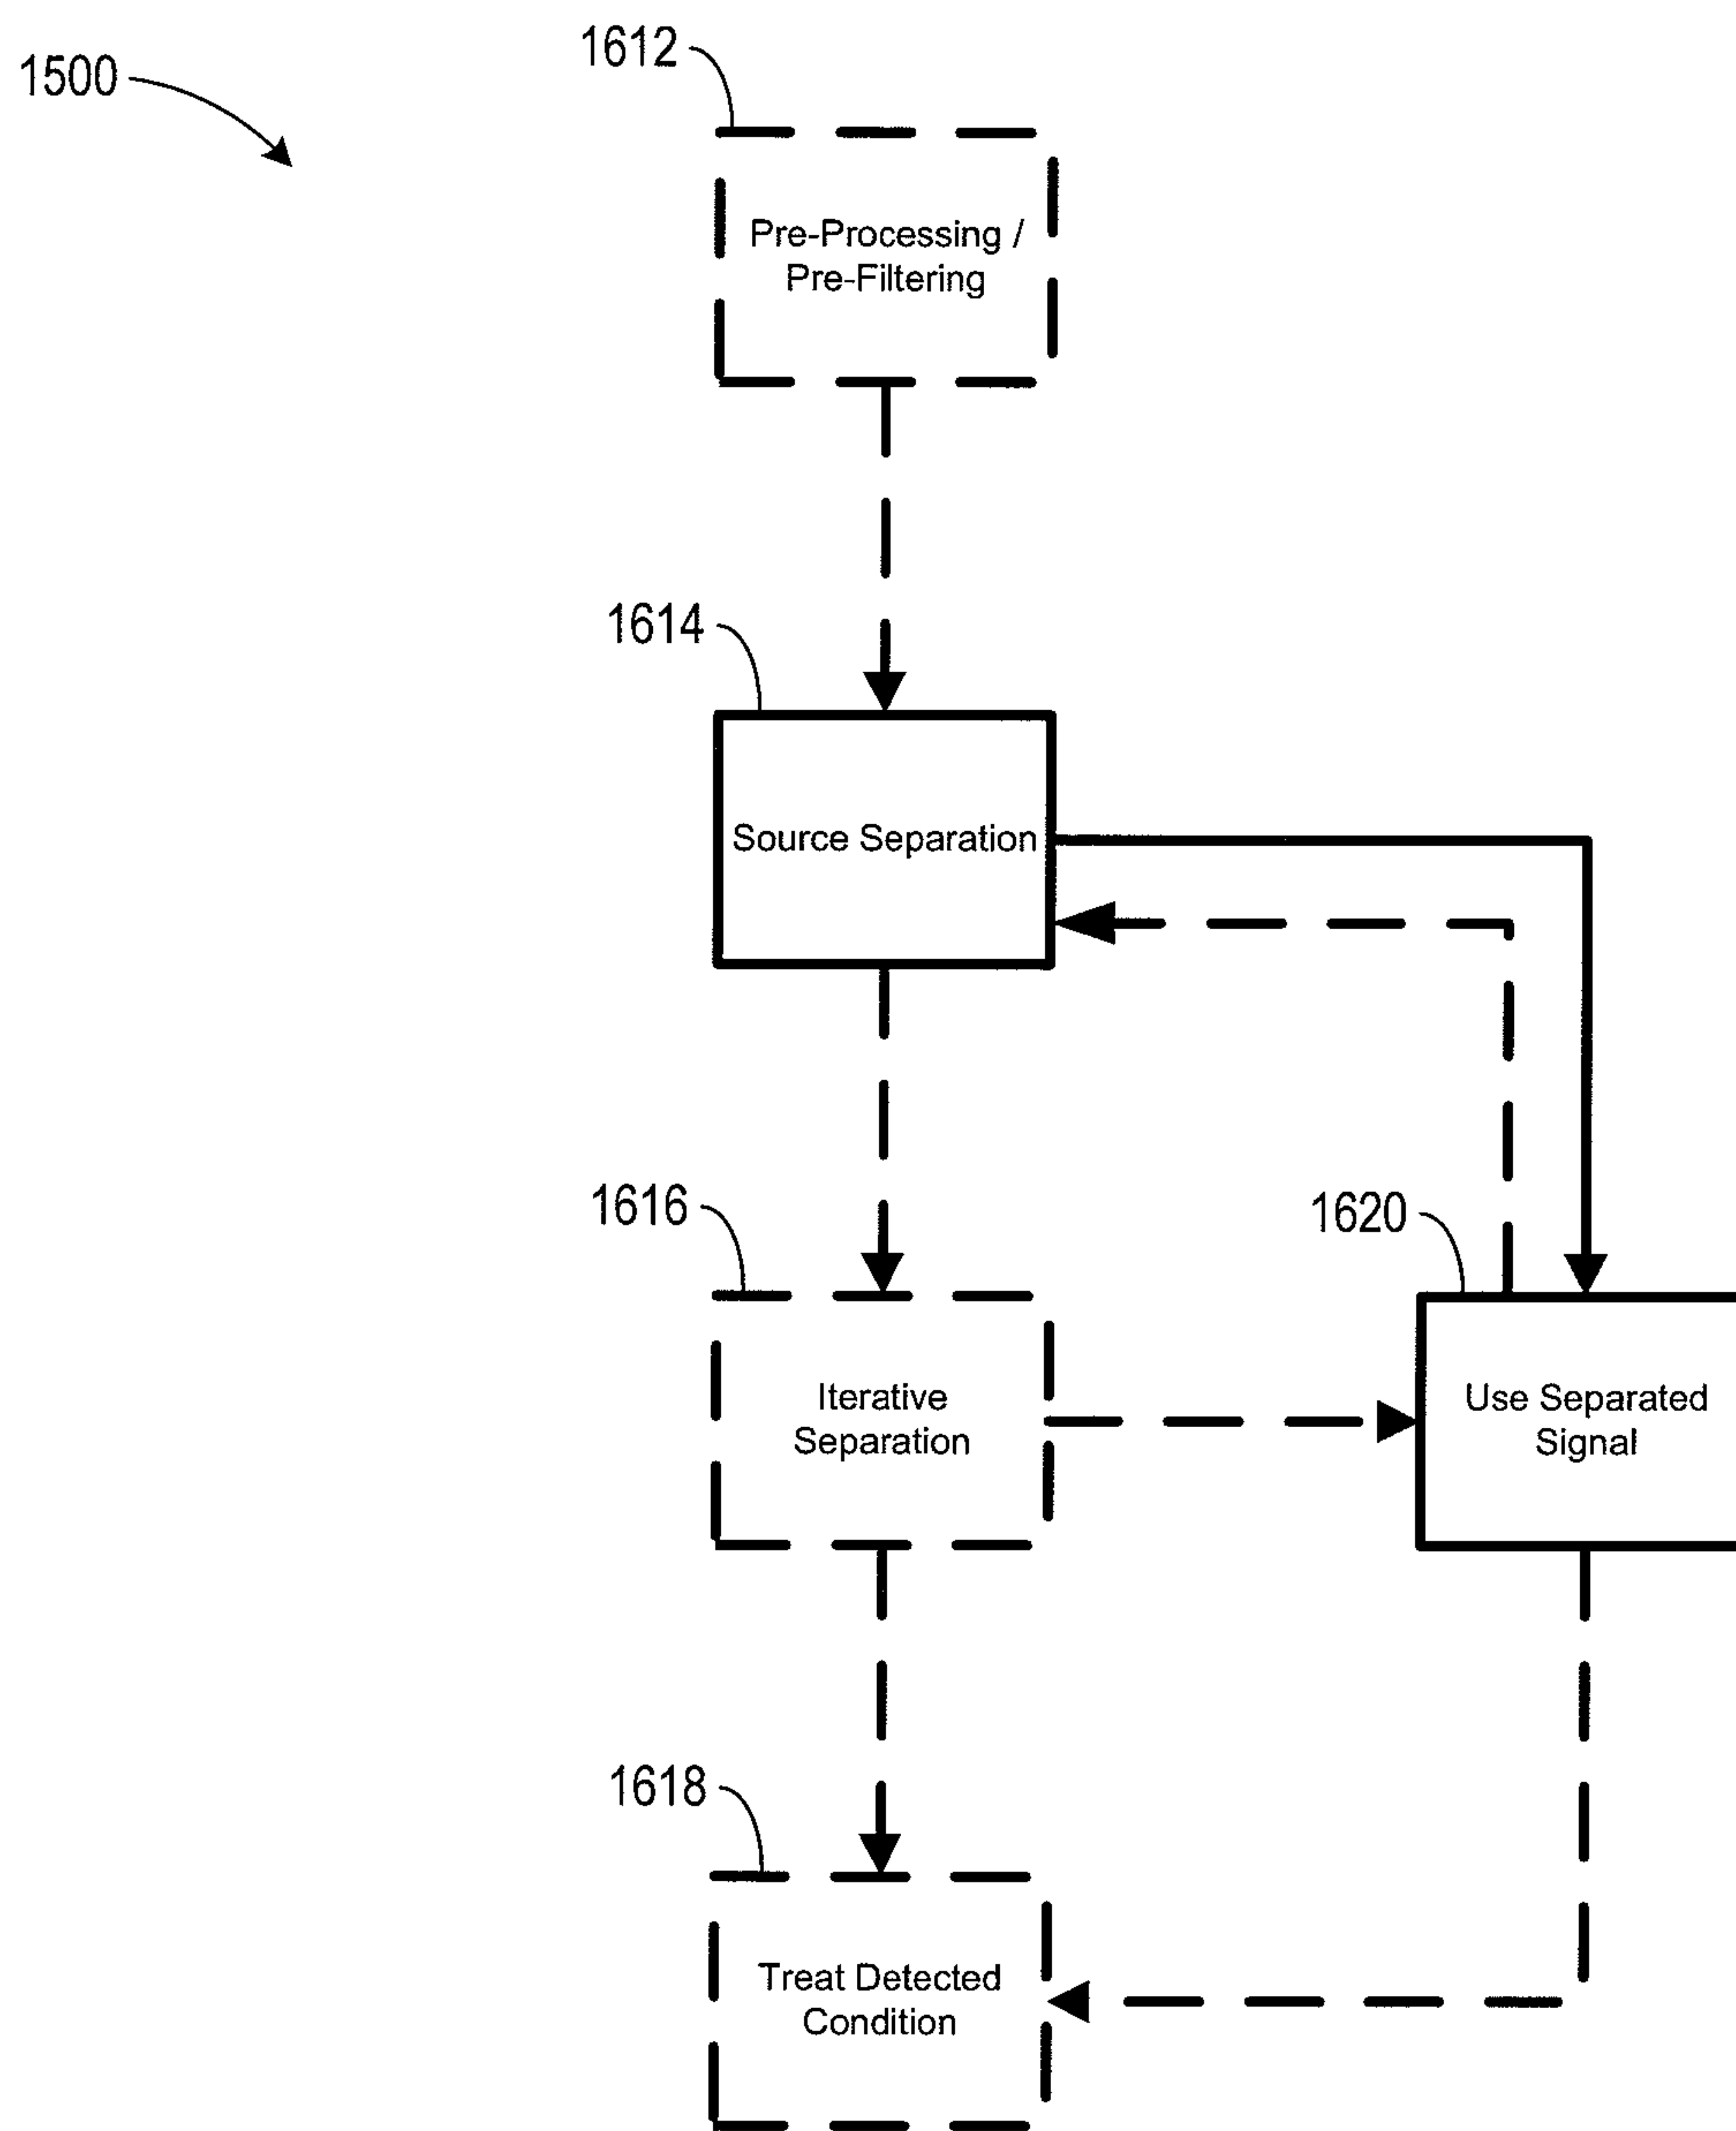 1500
1612
Pre-Processing /
Pre-Filtering
1614
Source Separation
1616
Iterative
Separation
1620
Use Separated
Signal
1618
Treat Detected
Condition